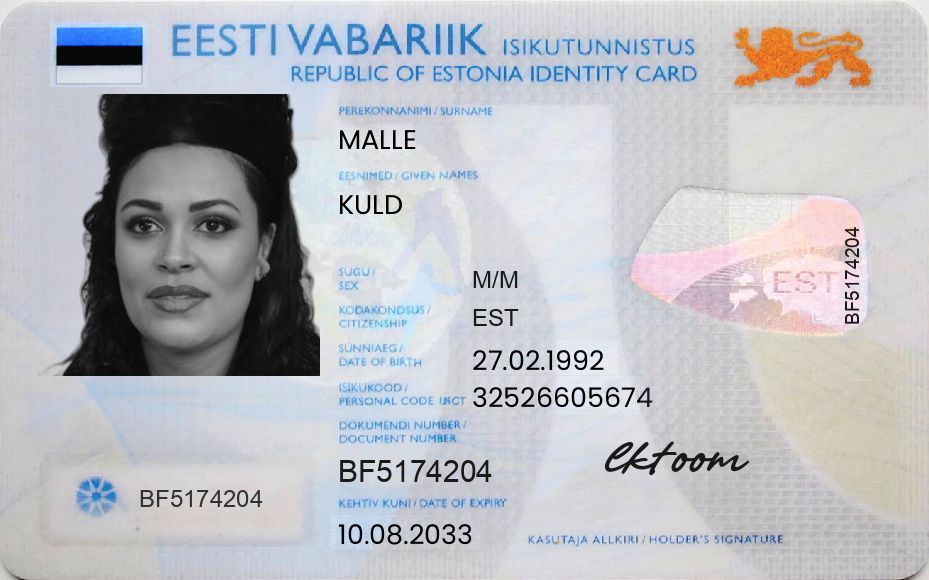 EESTI VABARIIK ISIKUTUNNISTUS
REPUBLIC OF ESTONIA IDENTITY CARD
PEREKONNANIMI / SURNAME
MALLE
EESNIMED / GIVEN NAMES
KULD
SUGU /
SEX
M/M
KODAKONDSUS /
CITIZENSHIP
EST
SÜNNIAEG /
DATE OF BIRTH
27.02.1992
ISIKUKOOD /
PERSONAL CODE
32526605674
DOKUMENDI NUMBER /
DOCUMENT NUMBER
BF5174204
KEHTIV KUNI / DATE OF EXPIRY
10.08.2033
BF5174204
EST
BF5174204
lktoom
KASUTAJA ALLKIRI / HOLDER'S SIGNATURE